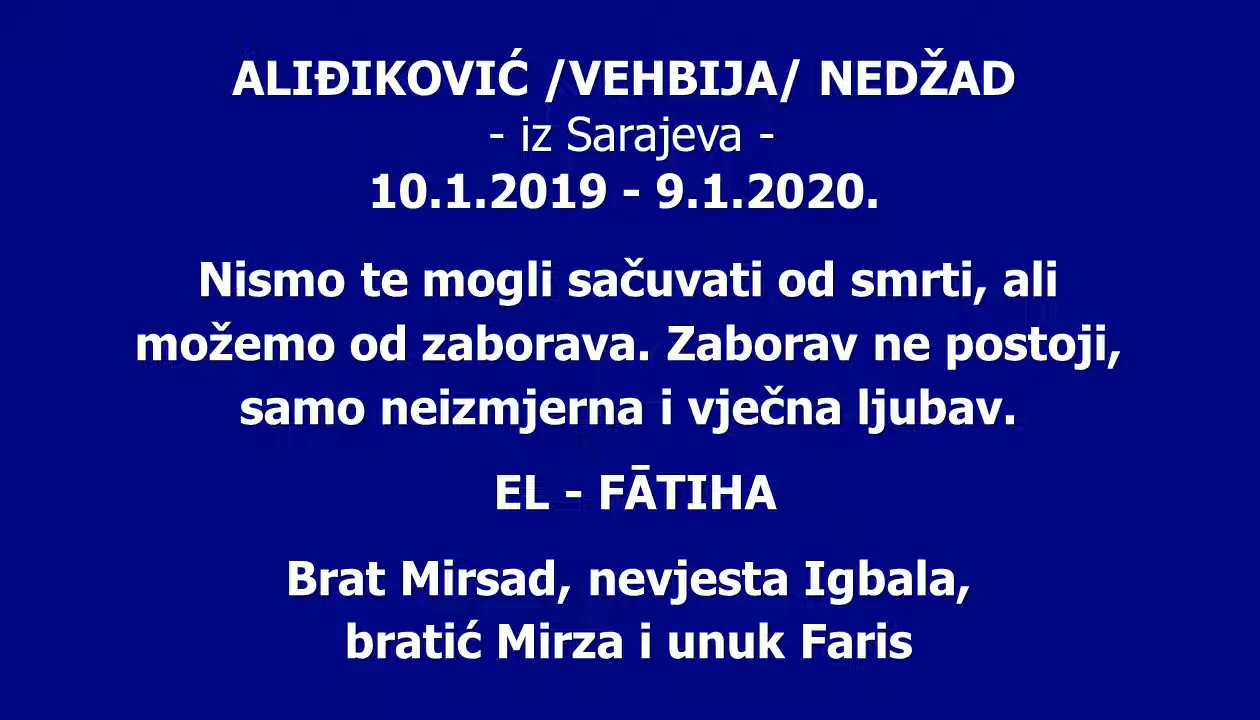 ALIĐIKOVIĆ /VEHBIJA/ NEDŽAD
- iz Sarajeva -
10.1.2019 - 9.1.2020.
Nismo te mogli sačuvati od smrti, ali
možemo od zaborava. Zaborav ne postoji,
samo neizmjerna i vječna ljubav.
EL - FĀTIHA
Brat Mirsad, nevjesta Igbala,
bratić Mirza i unuk Faris